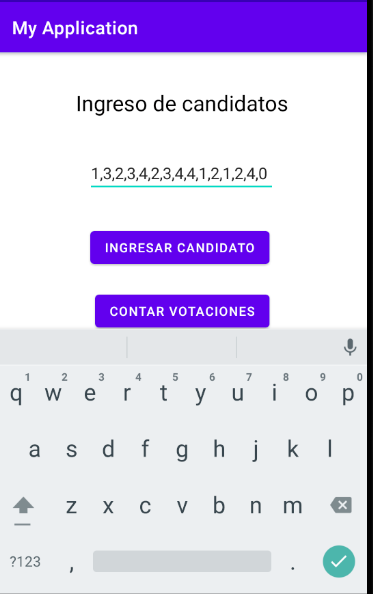 My Application
Ingreso de candidatos
1,3,2,3,4,2,3,4,4,1,2,1,2,4,0
INGRESAR CANDIDATO
CONTAR VOTACIONES
1 2 3 4 5 6 7 8 9 0
q w e r t y u i o p
a s d f g h j k l
z x c v b n m
?123 , .